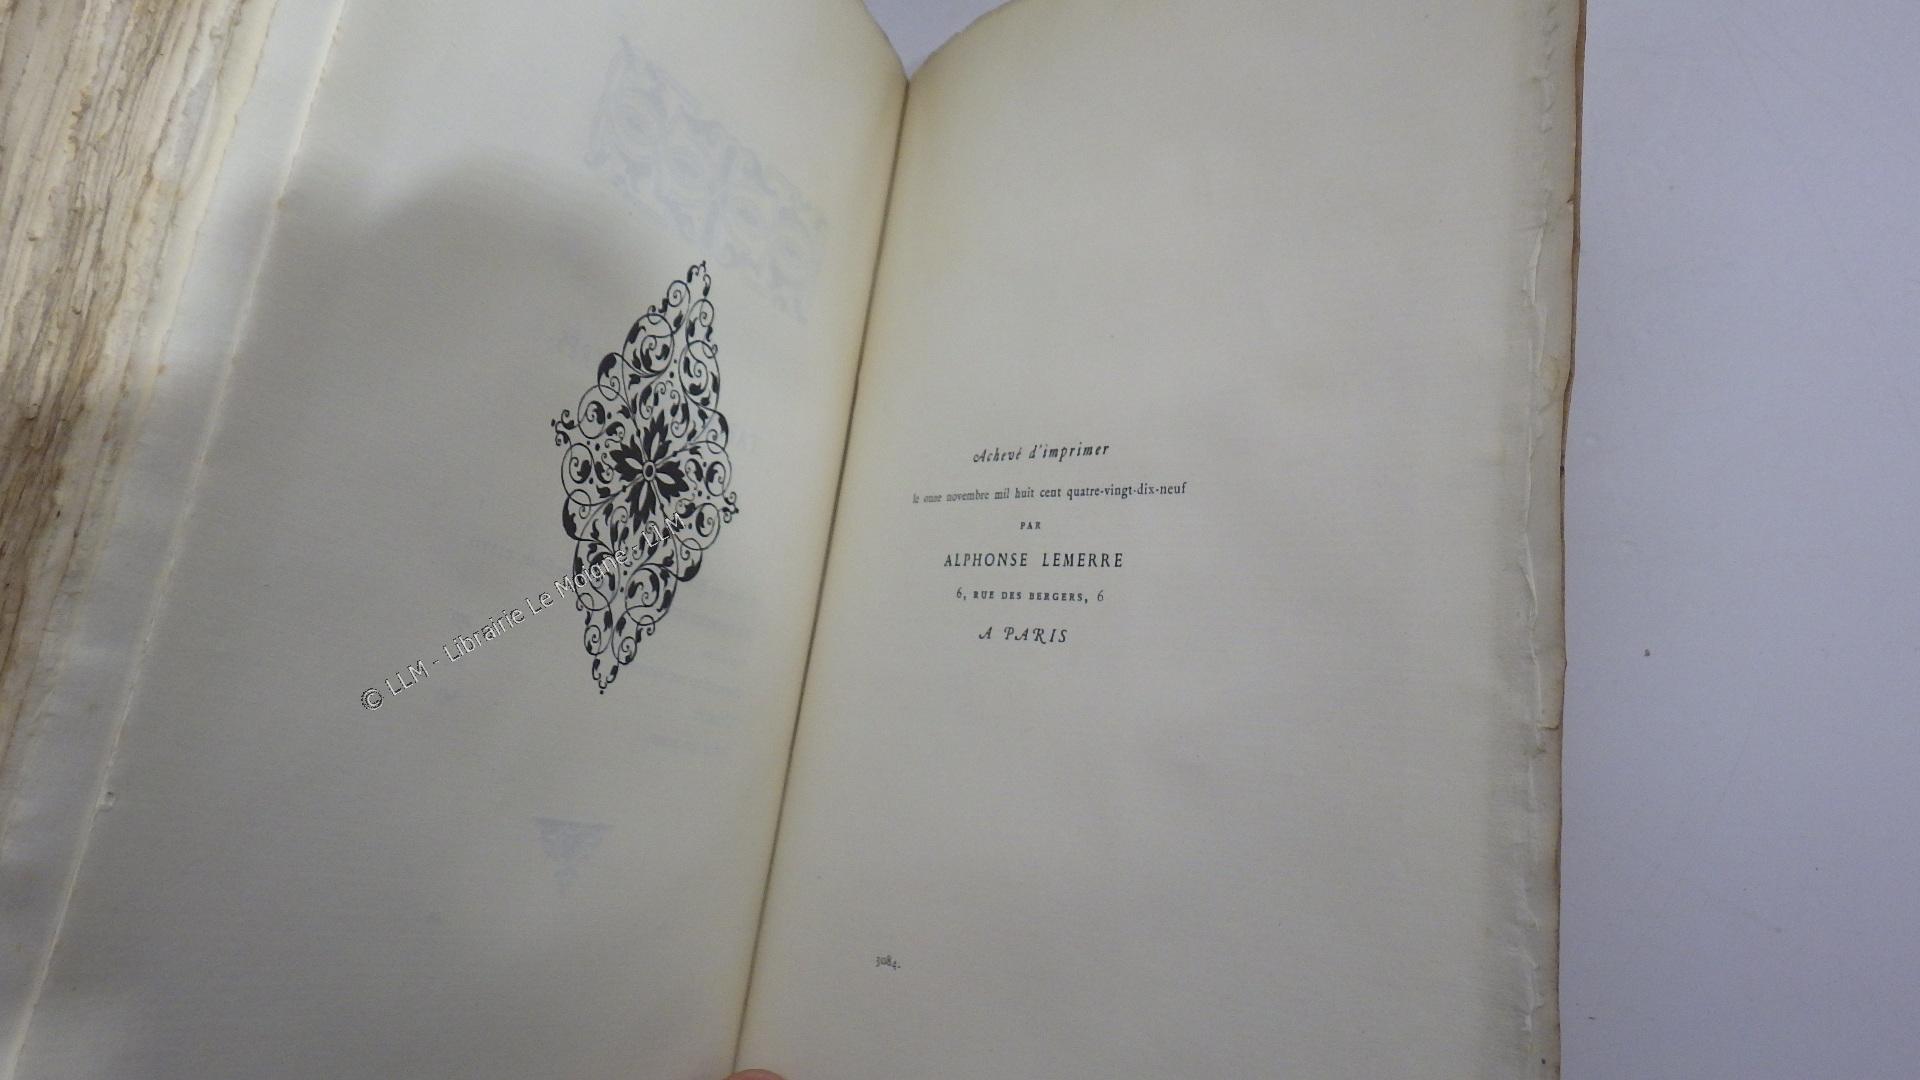 © LLM - Librairie Le Moigne - LLM
Achevé d'imprimer
le onze novembre mil huit cent quatre-vingt-dix-neuf
PAR
ALPHONSE LEMERRE
6, RUE DES BERGERS, 6
A PARIS
3084.